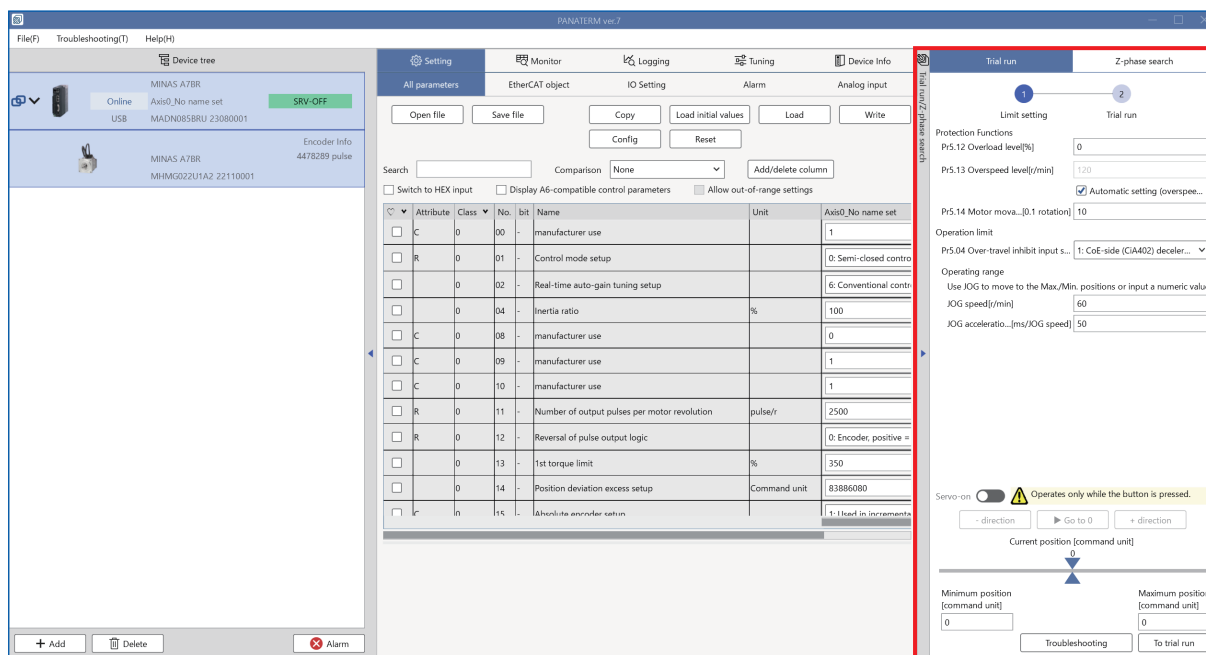 PANATERM ver.7
File(F) Troubleshooting(T) Help(H)
Device tree
MINAS A7BR
Online Axis0_No name set SRV-OFF
USB MADN085BRU 23080001
Encoder Info
MINAS A7BR 4478289 pulse
MHMG022U1A2 22110001
+ Add Delete Alarm
Setting Monitor Logging Tuning Device Info
All parameters EtherCAT object IO Setting Alarm Analog input
Open file Save file Copy Load initial values Load Write
Config Reset
Search Comparison None Add/delete column
Switch to HEX input Display A6-compatible control parameters Allow out-of-range settings
Attribute Class No. bit Name Unit Axis0_No name set
C 0 00 - manufacturer use 1
R 0 01 - Control mode setup 0: Semi-closed contro
0 02 - Real-time auto-gain tuning setup 6: Conventional contr
0 04 - Inertia ratio % 100
C 0 08 - manufacturer use 0
C 0 09 - manufacturer use 1
C 0 10 - manufacturer use 1
R 0 11 - Number of output pulses per motor revolution pulse/r 2500
R 0 12 - Reversal of pulse output logic 0: Encoder, positive =
0 13 - 1st torque limit % 350
0 14 - Position deviation excess setup Command unit 83886080
C 0 15 - Absolute encoder setup 1: Used in incrementa
Trial run/Z-phase search
Trial run Z-phase search
1 2
Limit setting Trial run
Protection Functions
Pr5.12 Overload level[%] 0
Pr5.13 Overspeed level[r/min] 120
Automatic setting (overspee...
Pr5.14 Motor mova...[0.1 rotation] 10
Operation limit
Pr5.04 Over-travel inhibit input s... 1: CoE-side (CiA402) deceler...
Operating range
Use JOG to move to the Max./Min. positions or input a numeric value
JOG speed[r/min] 60
JOG acceleratio...[ms/JOG speed] 50
Servo-on Operates only while the button is pressed.
- direction Go to 0 + direction
Current position [command unit]
0
Minimum position Maximum position
[command unit] [command unit]
0 0
Troubleshooting To trial run